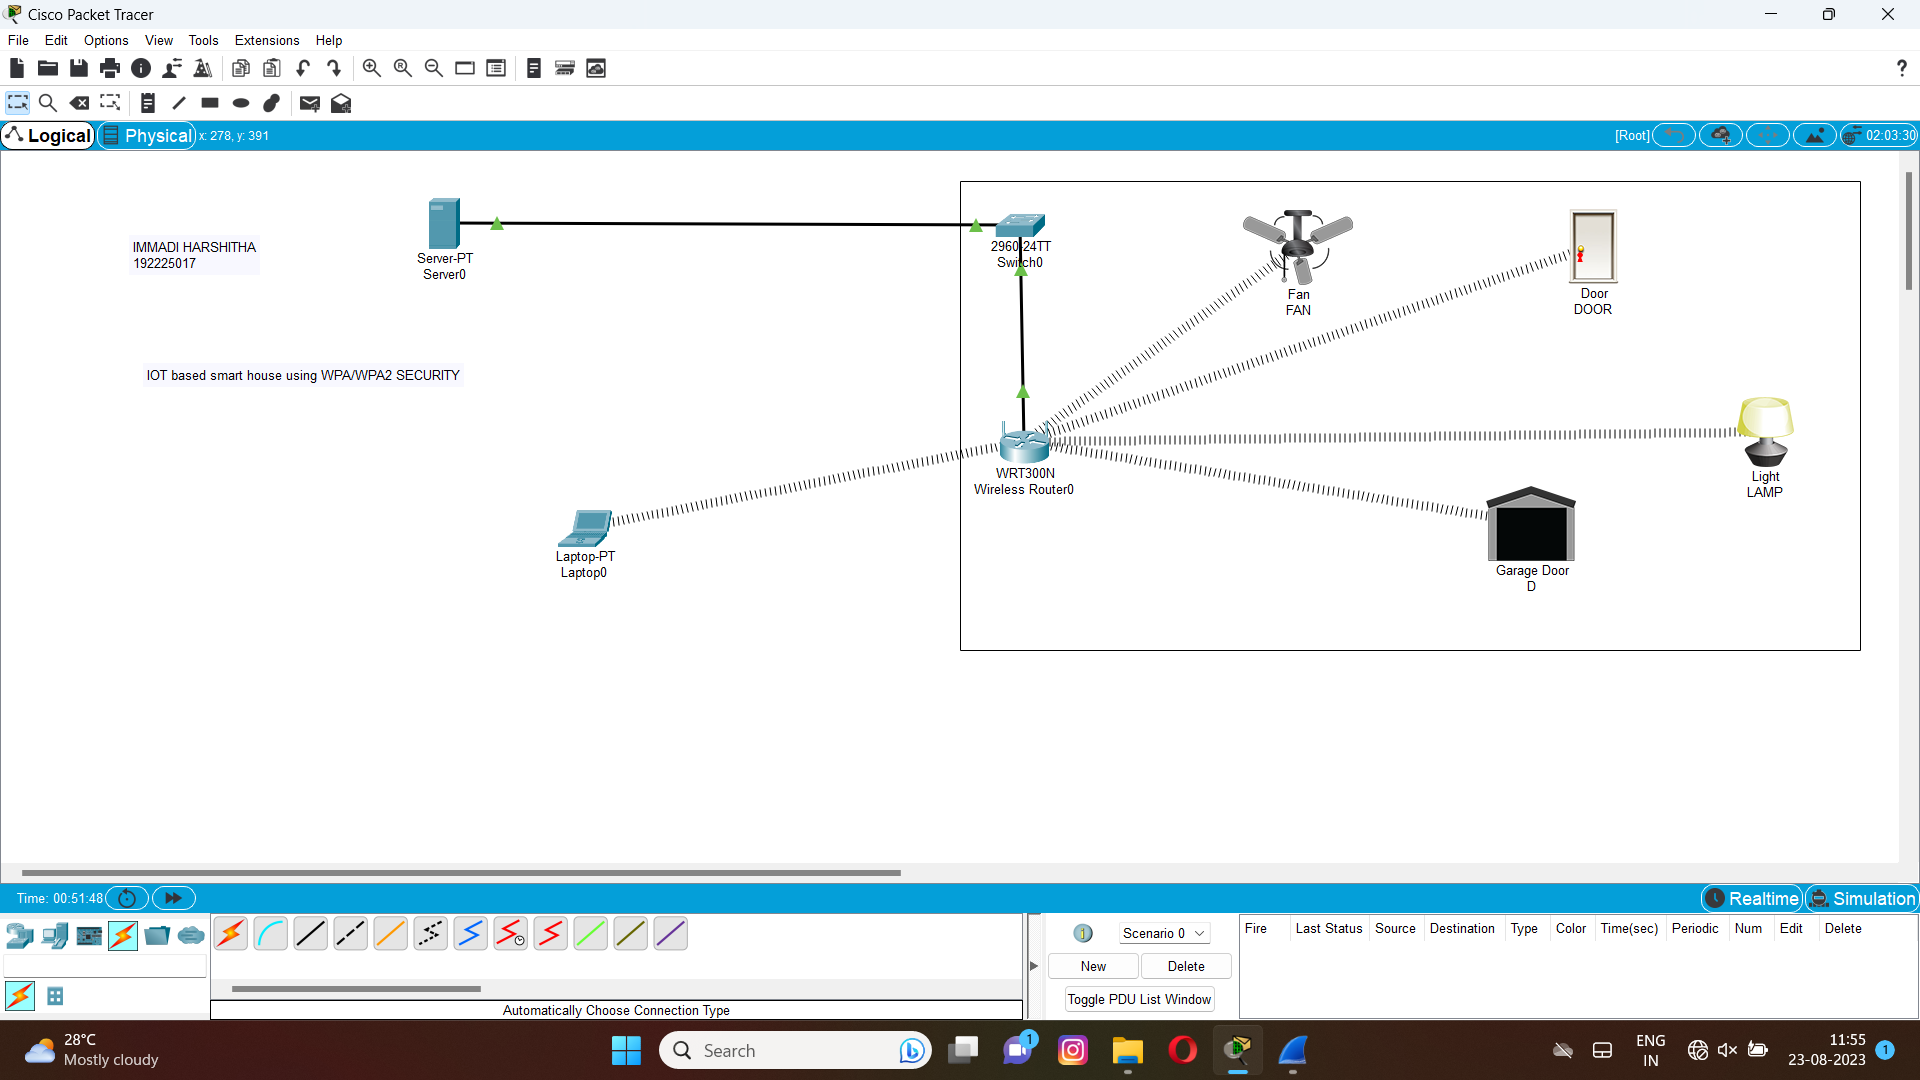 Cisco Packet Tracer
File Edit Options View Tools Extensions Help
?
Logical Physical x: 278, y: 391 [Root] 02:03:30
IMMADI HARSHITHA
192225017
Server-PT
Server0
2960-24TT
Switch0
Fan
FAN
Door
DOOR
IOT based smart house using WPA/WPA2 SECURITY
WRT300N
Wireless Router0
Light
LAMP
Laptop-PT
Laptop0
Garage Door
D
Time: 00:51:48 Realtime Simulation
Scenario 0
New Delete
Toggle PDU List Window
Fire Last Status Source Destination Type Color Time(sec) Periodic Num Edit Delete
Automatically Choose Connection Type
28°C
Mostly cloudy
Search
1
ENG
IN
11:55
23-08-2023
1